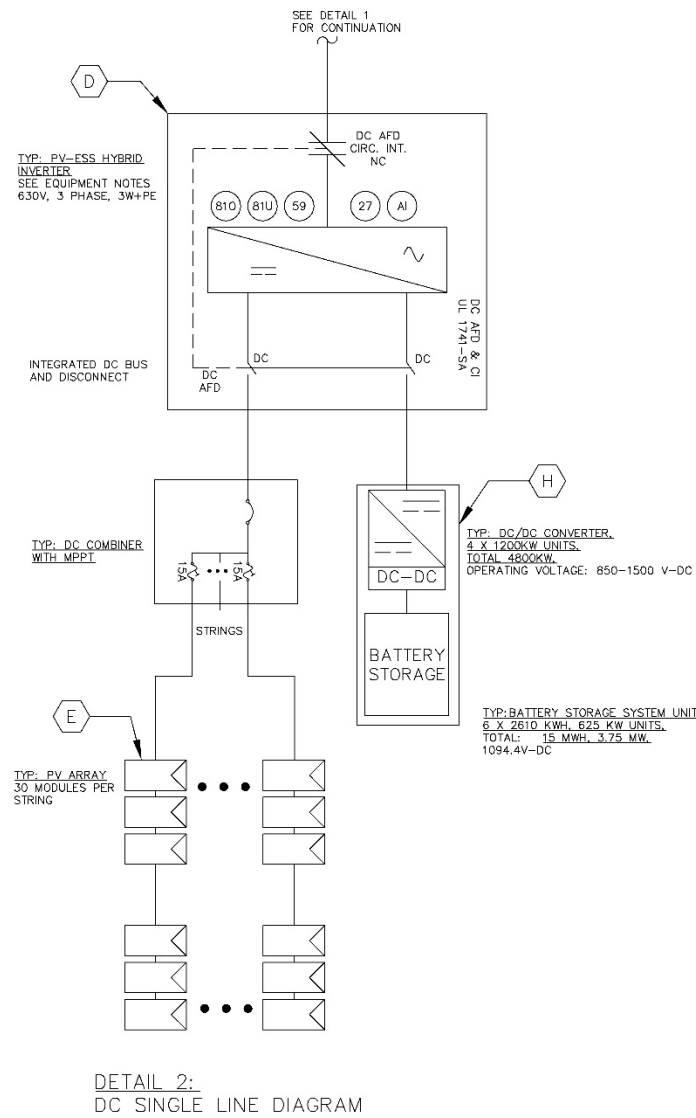 SEE DETAIL 1
FOR CONTINUATION
D
TYP: PV-ESS HYBRID
INVERTER
SEE EQUIPMENT NOTES
630V, 3 PHASE, 3W+PE
DC AFD
CIRC. INT.
NC
81O
81U
59
27
AI
DC AFD & CI
UL 1741-SA
INTEGRATED DC BUS
AND DISCONNECT
DC
AFD
DC
DC
H
TYP: DC COMBINER
WITH MPPT
15A
15A
STRINGS
DC-DC
BATTERY
STORAGE
TYP: DC/DC CONVERTER,
4 X 1200KW UNITS,
TOTAL 4800KW,
OPERATING VOLTAGE: 850-1500 V-DC
TYP:BATTERY STORAGE SYSTEM UNIT
6 X 2610 KWH, 625 KW UNITS,
TOTAL: 15 MWH, 3.75 MW,
1094.4V-DC
E
TYP: PV ARRAY
30 MODULES PER
STRING
DETAIL 2:
DC SINGLE LINE DIAGRAM